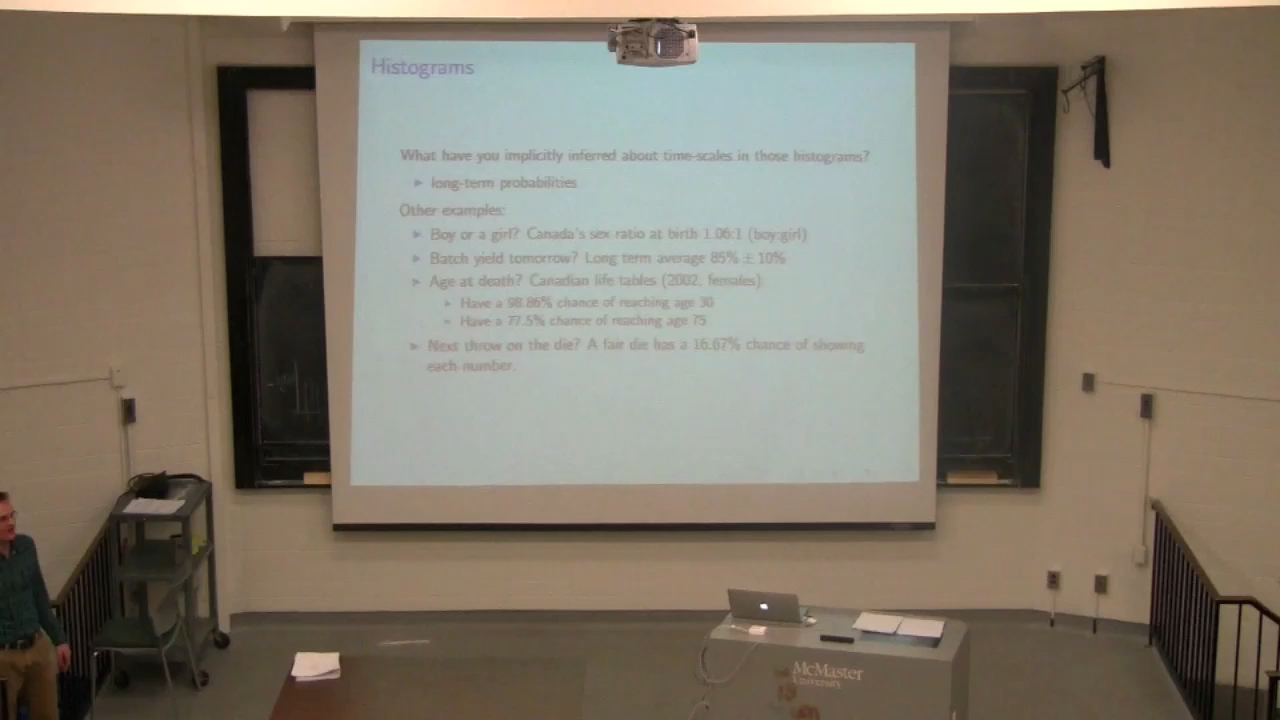 Histograms
What have you implicitly inferred about time-scales in those histograms?
► long-term probabilities
Other examples:
► Boy or a girl? Canada's sex ratio at birth 1.06:1 (boy:girl)
► Batch yield tomorrow? Long term average 85% ± 10%
► Age at death? Canadian life tables (2002, females)
► Have a 98.86% chance of reaching age 30
► Have a 77.5% chance of reaching age 75
► Next throw on the die? A fair die has a 16.67% chance of showing
each number.
McMaster
University